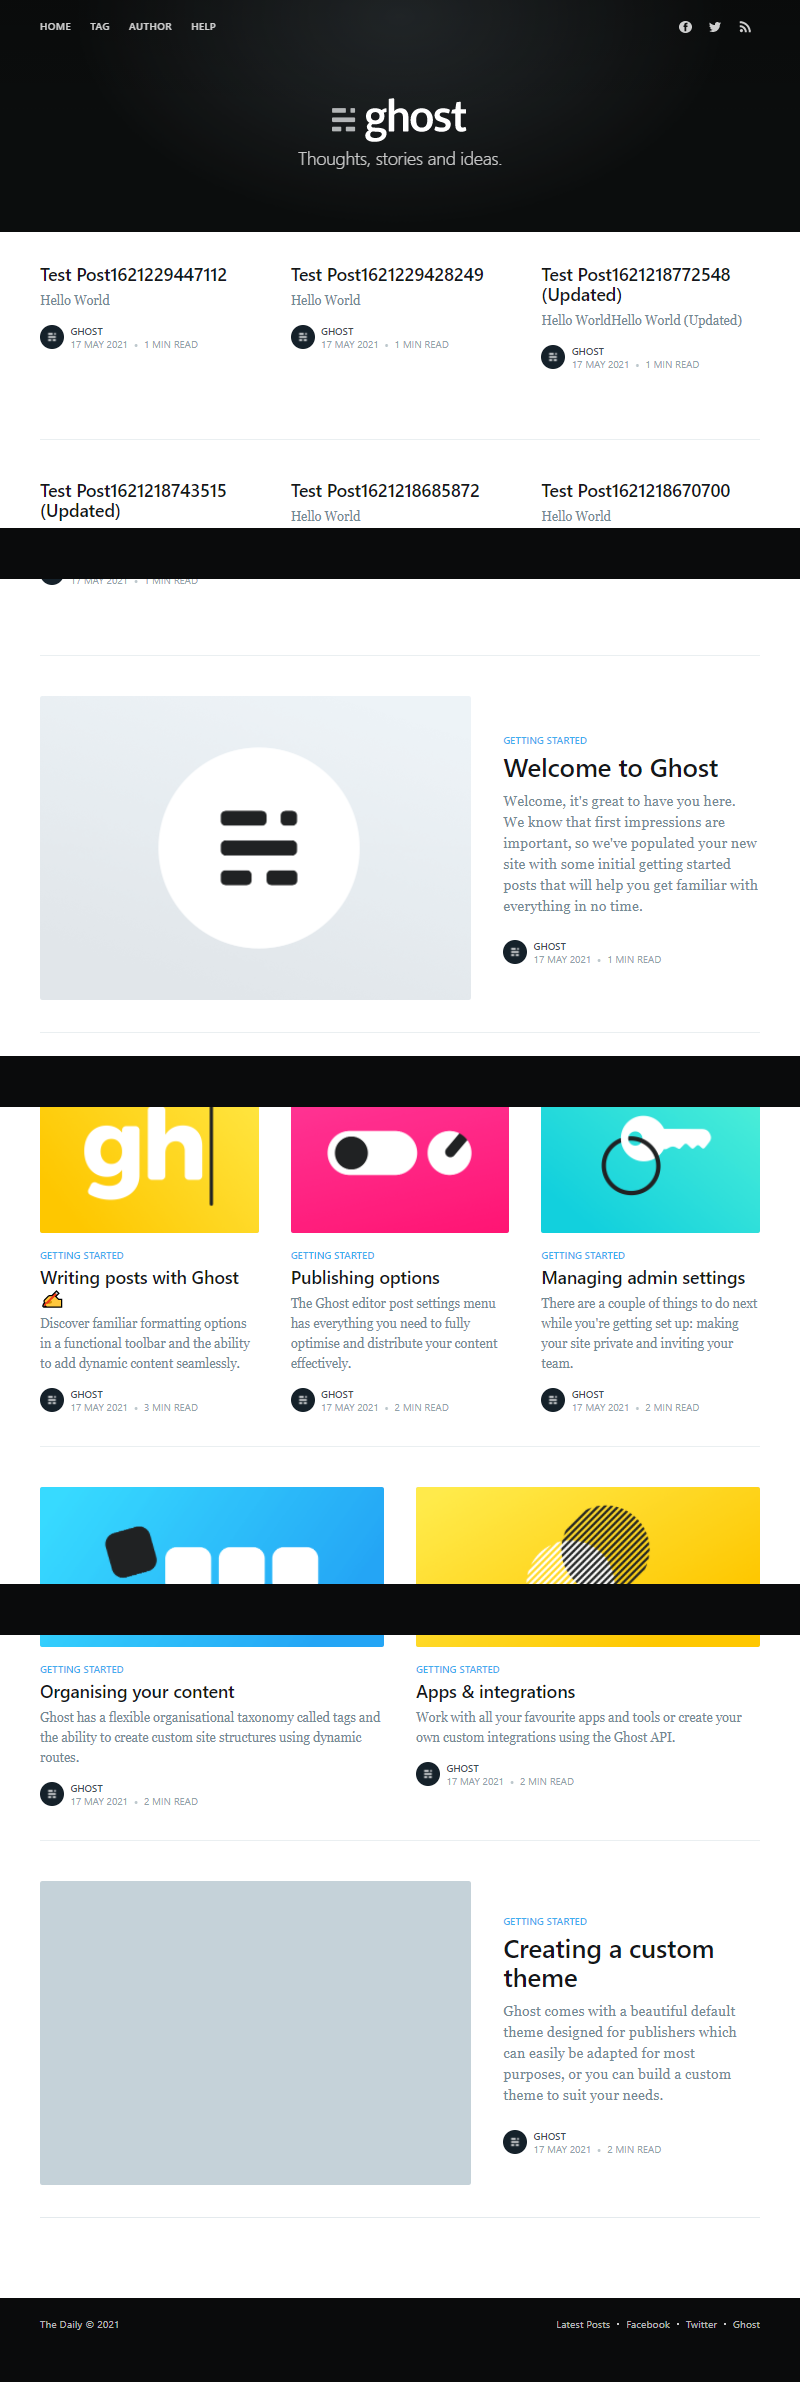 HOME TAG AUTHOR HELP
ghost
Thoughts, stories and ideas.
Test Post1621229447112
Hello World
GHOST
17 MAY 2021 • 1 MIN READ
Test Post1621229428249
Hello World
GHOST
17 MAY 2021 • 1 MIN READ
Test Post1621218772548
(Updated)
Hello WorldHello World (Updated)
GHOST
17 MAY 2021 • 1 MIN READ
Test Post1621218743515
(Updated)
17 MAY 2021 • 1 MIN READ
Test Post1621218685872
Hello World
Test Post1621218670700
Hello World
GETTING STARTED
Welcome to Ghost
Welcome, it's great to have you here.
We know that first impressions are
important, so we've populated your new
site with some initial getting started
posts that will help you get familiar with
everything in no time.
GHOST
17 MAY 2021 • 1 MIN READ
gh
GETTING STARTED
Writing posts with Ghost
✍️
Discover familiar formatting options
in a functional toolbar and the ability
to add dynamic content seamlessly.
GHOST
17 MAY 2021 • 3 MIN READ
GETTING STARTED
Publishing options
The Ghost editor post settings menu
has everything you need to fully
optimise and distribute your content
effectively.
GHOST
17 MAY 2021 • 2 MIN READ
GETTING STARTED
Managing admin settings
There are a couple of things to do next
while you're getting set up: making
your site private and inviting your
team.
GHOST
17 MAY 2021 • 2 MIN READ
GETTING STARTED
Organising your content
Ghost has a flexible organisational taxonomy called tags and
the ability to create custom site structures using dynamic
routes.
GHOST
17 MAY 2021 • 2 MIN READ
GETTING STARTED
Apps & integrations
Work with all your favourite apps and tools or create your
own custom integrations using the Ghost API.
GHOST
17 MAY 2021 • 2 MIN READ
GETTING STARTED
Creating a custom
theme
Ghost comes with a beautiful default
theme designed for publishers which
can easily be adapted for most
purposes, or you can build a custom
theme to suit your needs.
GHOST
17 MAY 2021 • 2 MIN READ
The Daily © 2021
Latest Posts • Facebook • Twitter • Ghost